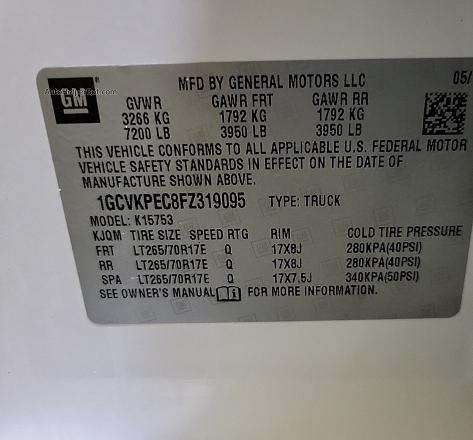 GM
MFD BY GENERAL MOTORS LLC 05/
GVWR GAWR FRT GAWR RR
3266 KG 1792 KG 1792 KG
7200 LB 3950 LB 3950 LB
THIS VEHICLE CONFORMS TO ALL APPLICABLE U.S. FEDERAL MOTOR
VEHICLE SAFETY STANDARDS IN EFFECT ON THE DATE OF
MANUFACTURE SHOWN ABOVE.
1GCVKPEC8FZ319095 TYPE: TRUCK
MODEL: K15753
KJQM TIRE SIZE SPEED RTG RIM COLD TIRE PRESSURE
FRT LT265/70R17E Q 17X8J 280KPA(40PSI)
RR LT265/70R17E Q 17X8J 280KPA(40PSI)
SPA LT265/70R17E Q 17X7.5J 340KPA(50PSI)
SEE OWNER'S MANUAL FOR MORE INFORMATION.